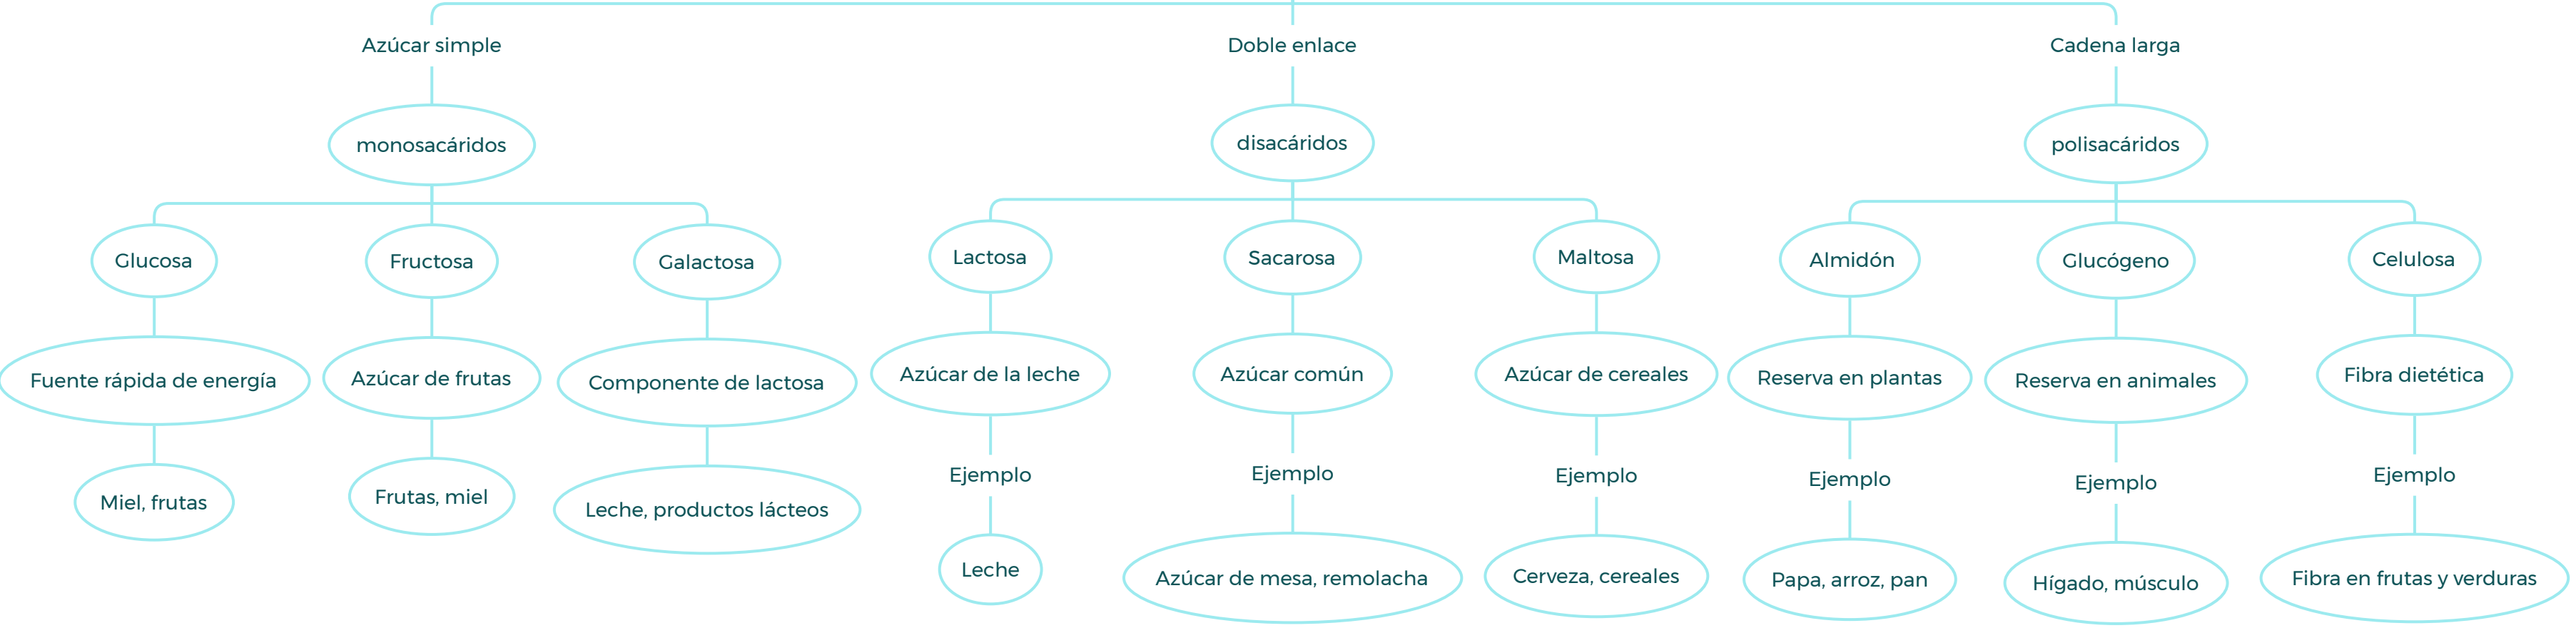 Azúcar simple
Doble enlace
Cadena larga
monosacáridos
disacáridos
polisacáridos
Glucosa
Fructosa
Galactosa
Lactosa
Sacarosa
Maltosa
Almidón
Glucógeno
Celulosa
Fuente rápida de energía
Azúcar de frutas
Componente de lactosa
Azúcar de la leche
Azúcar común
Azúcar de cereales
Reserva en plantas
Reserva en animales
Fibra dietética
Ejemplo
Ejemplo
Ejemplo
Ejemplo
Ejemplo
Ejemplo
Miel, frutas
Frutas, miel
Leche, productos lácteos
Leche
Azúcar de mesa, remolacha
Cerveza, cereales
Papa, arroz, pan
Hígado, músculo
Fibra en frutas y verduras